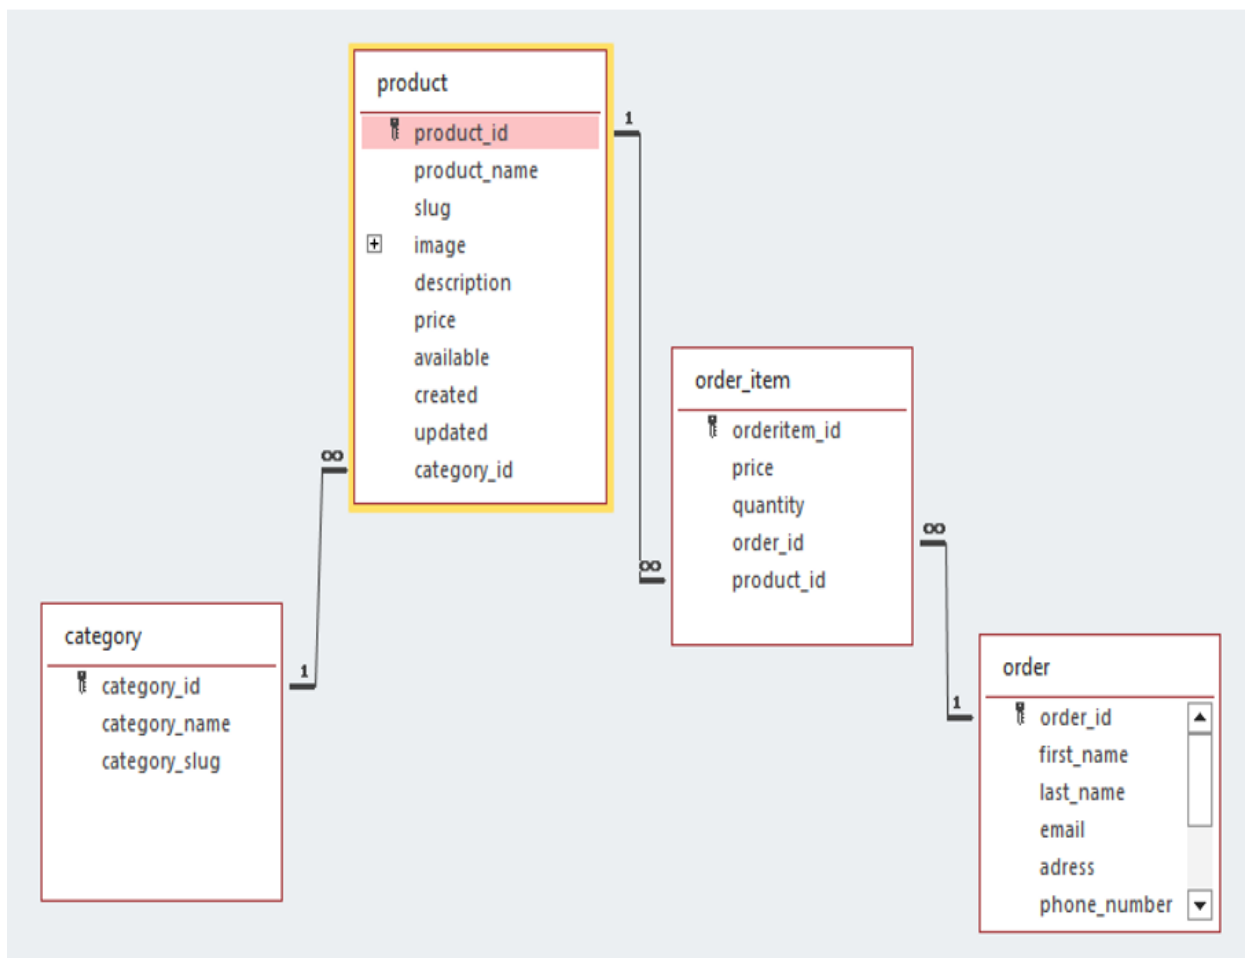 product
product_id
product_name
slug
image
description
price
available
created
updated
category_id
1
∞
category
category_id
category_name
category_slug
1
order_item
orderitem_id
price
quantity
order_id
product_id
∞
∞
order
order_id
first_name
last_name
email
adress
phone_number
1